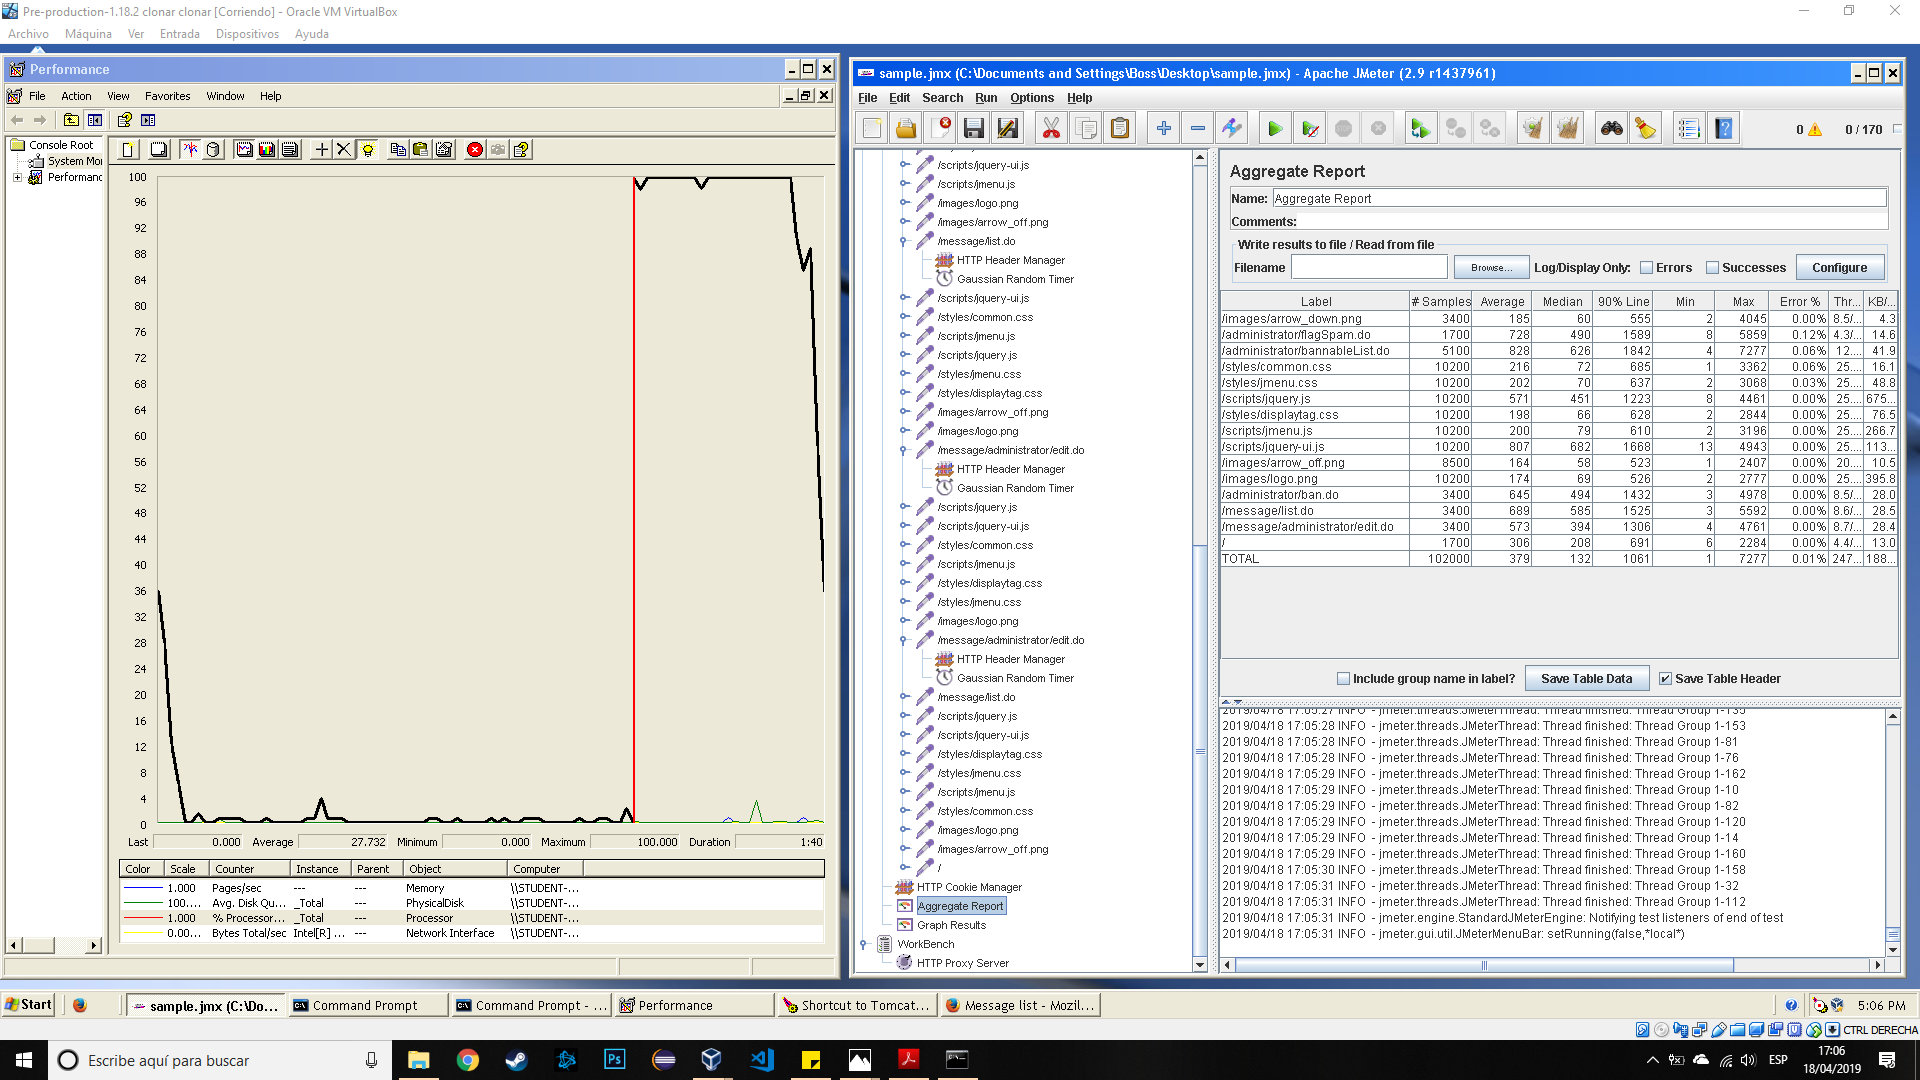 Pre-production-1.18.2 clonar clonar [Corriendo] - Oracle VM VirtualBox
Archivo Máquina Ver Entrada Dispositivos Ayuda
Performance
File Action View Favorites Window Help
Console Root
System Mo
Performanc
100
96
92
88
84
80
76
72
68
64
60
56
52
48
44
40
36
32
28
24
20
16
12
8
4
0
Last 0.000 Average 27.732 Minimum 0.000 Maximum 100.000 Duration 1:40
Color Scale Counter Instance Parent Object Computer
1.000 Pages/sec --- --- Memory \\STUDENT-...
100.... Avg. Disk Qu... _Total --- PhysicalDisk \\STUDENT-...
1.000 % Processor... _Total --- Processor \\STUDENT-...
0.00... Bytes Total/sec Intel[R] ... --- Network Interface \\STUDENT-...
sample.jmx (C:\Documents and Settings\Boss\Desktop\sample.jmx) - Apache JMeter (2.9 r1437961)
File Edit Search Run Options Help
0 0 / 170
/scripts/jquery-ui.js
/scripts/jmenu.js
/images/logo.png
/images/arrow_off.png
/message/list.do
HTTP Header Manager
Gaussian Random Timer
/scripts/jquery-ui.js
/styles/common.css
/scripts/jmenu.js
/scripts/jquery.js
/styles/jmenu.css
/styles/displaytag.css
/images/arrow_off.png
/images/logo.png
/message/administrator/edit.do
HTTP Header Manager
Gaussian Random Timer
/scripts/jquery.js
/scripts/jquery-ui.js
/styles/common.css
/scripts/jmenu.js
/styles/displaytag.css
/styles/jmenu.css
/images/logo.png
/message/administrator/edit.do
HTTP Header Manager
Gaussian Random Timer
/message/list.do
/scripts/jquery.js
/scripts/jquery-ui.js
/styles/displaytag.css
/styles/jmenu.css
/scripts/jmenu.js
/styles/common.css
/images/logo.png
/images/arrow_off.png
/
HTTP Cookie Manager
Aggregate Report
Graph Results
WorkBench
HTTP Proxy Server
Aggregate Report
Name: Aggregate Report
Comments:
Write results to file / Read from file
Filename Browse... Log/Display Only: Errors Successes Configure
Label # Samples Average Median 90% Line Min Max Error % Thr... KB/...
/images/arrow_down.png 3400 185 60 555 2 4045 0.00% 8.5/... 4.3
/administrator/flagSpam.do 1700 728 490 1589 8 5859 0.12% 4.3/... 14.6
/administrator/bannableList.do 5100 828 626 1842 4 7277 0.06% 12.... 41.9
/styles/common.css 10200 216 72 685 1 3362 0.06% 25.... 16.1
/styles/jmenu.css 10200 202 70 637 2 3068 0.03% 25.... 48.8
/scripts/jquery.js 10200 571 451 1223 8 4461 0.00% 25.... 675...
/styles/displaytag.css 10200 198 66 628 2 2844 0.00% 25.... 76.5
/scripts/jmenu.js 10200 200 79 610 2 3196 0.00% 25.... 266.7
/scripts/jquery-ui.js 10200 807 682 1668 13 4943 0.00% 25.... 113...
/images/arrow_off.png 8500 164 58 523 1 2407 0.00% 20.... 10.5
/images/logo.png 10200 174 69 526 2 2777 0.00% 25.... 395.8
/administrator/ban.do 3400 645 494 1432 3 4978 0.00% 8.5/... 28.0
/message/list.do 3400 689 585 1525 3 5592 0.00% 8.6/... 28.5
/message/administrator/edit.do 3400 573 394 1306 4 4761 0.00% 8.7/... 28.4
/ 1700 306 208 691 6 2284 0.00% 4.4/... 13.0
TOTAL 102000 379 132 1061 1 7277 0.01% 247... 188...
Include group name in label? Save Table Data Save Table Header
2019/04/18 17:05:27 INFO - jmeter.threads.JMeterThread: Thread finished: Thread Group 1-135
2019/04/18 17:05:28 INFO - jmeter.threads.JMeterThread: Thread finished: Thread Group 1-153
2019/04/18 17:05:28 INFO - jmeter.threads.JMeterThread: Thread finished: Thread Group 1-81
2019/04/18 17:05:28 INFO - jmeter.threads.JMeterThread: Thread finished: Thread Group 1-76
2019/04/18 17:05:29 INFO - jmeter.threads.JMeterThread: Thread finished: Thread Group 1-162
2019/04/18 17:05:29 INFO - jmeter.threads.JMeterThread: Thread finished: Thread Group 1-10
2019/04/18 17:05:29 INFO - jmeter.threads.JMeterThread: Thread finished: Thread Group 1-82
2019/04/18 17:05:29 INFO - jmeter.threads.JMeterThread: Thread finished: Thread Group 1-120
2019/04/18 17:05:29 INFO - jmeter.threads.JMeterThread: Thread finished: Thread Group 1-14
2019/04/18 17:05:29 INFO - jmeter.threads.JMeterThread: Thread finished: Thread Group 1-160
2019/04/18 17:05:30 INFO - jmeter.threads.JMeterThread: Thread finished: Thread Group 1-158
2019/04/18 17:05:31 INFO - jmeter.threads.JMeterThread: Thread finished: Thread Group 1-32
2019/04/18 17:05:31 INFO - jmeter.threads.JMeterThread: Thread finished: Thread Group 1-112
2019/04/18 17:05:31 INFO - jmeter.engine.StandardJMeterEngine: Notifying test listeners of end of test
2019/04/18 17:05:31 INFO - jmeter.gui.util.JMeterMenuBar: setRunning(false,*local*)
Start sample.jmx (C:\Do... Command Prompt Command Prompt - ... Performance Shortcut to Tomcat... Message list - Mozil... 5:06 PM
CTRL DERECHA
Escribe aquí para buscar
Ps
ESP
17:06
18/04/2019